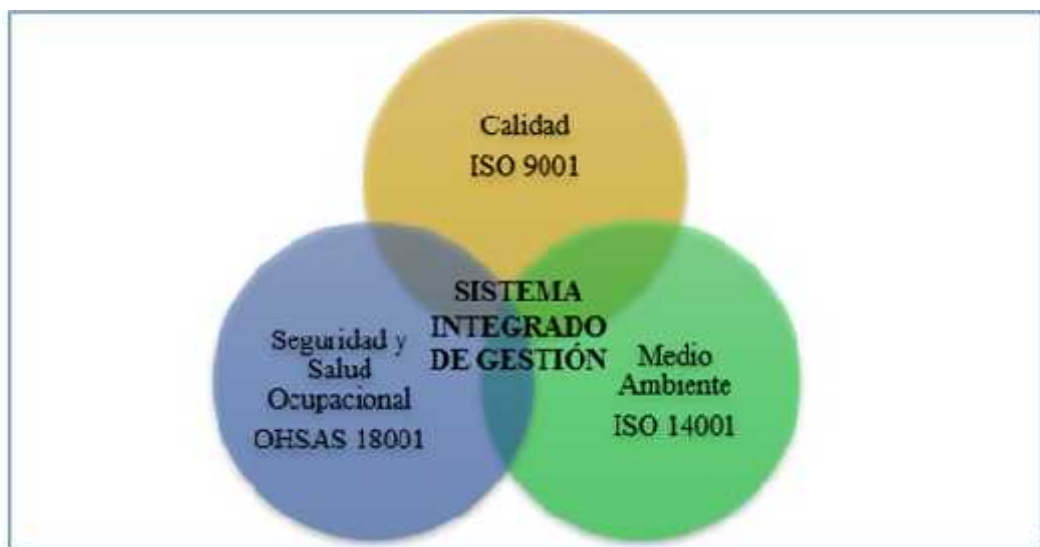 Calidad
ISO 9001
SISTEMA
INTEGRADO
DE GESTIÓN
Seguridad y
Salud
Ocupacional
OHSAS 18001
Medio
Ambiente
ISO 14001